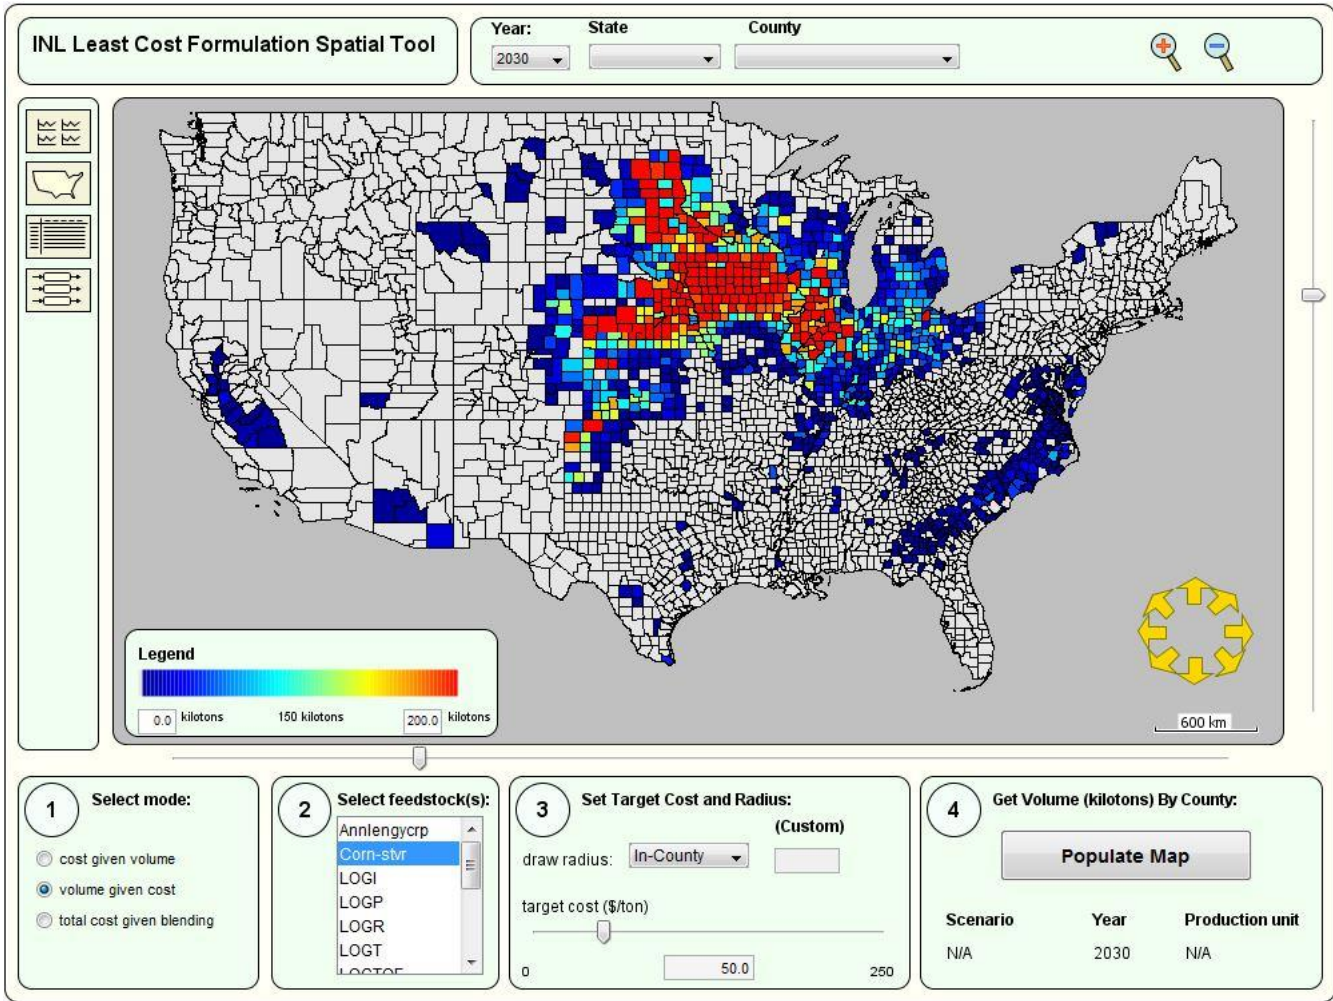 INL Least Cost Formulation Spatial Tool
Year:
State
County
2030
Legend
0.0 kilotons 150 kilotons 200.0 kilotons
600 km
1 Select mode:
cost given volume
volume given cost
total cost given blending
2 Select feedstock(s):
Annlengycrp
Corn-stvr
LOGI
LOGP
LOGR
LOGT
3 Set Target Cost and Radius:
(Custom)
draw radius: In-County
target cost ($/ton)
0 50.0 250
4 Get Volume (kilotons) By County:
Populate Map
Scenario Year Production unit
N/A 2030 N/A